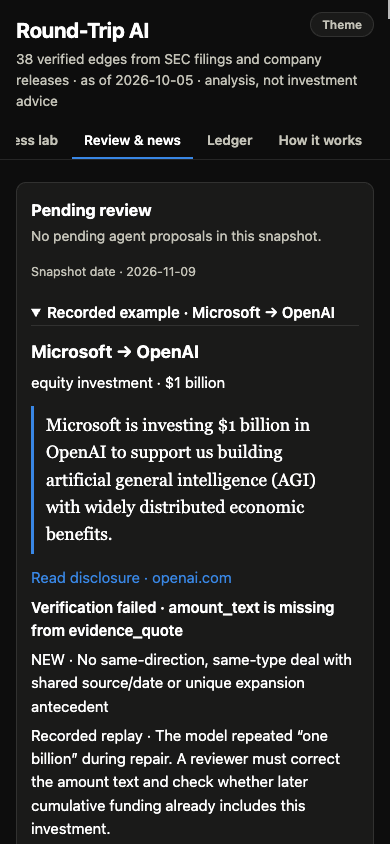 Round-Trip AI
Theme
38 verified edges from SEC filings and company
releases · as of 2026-10-05 · analysis, not investment
advice
ess lab
Review & news
Ledger
How it works
Pending review
No pending agent proposals in this snapshot.
Snapshot date · 2026-11-09
▼ Recorded example · Microsoft → OpenAI
Microsoft → OpenAI
equity investment · $1 billion
Microsoft is investing $1 billion in
OpenAI to support us building
artificial general intelligence (AGI)
with widely distributed economic
benefits.
Read disclosure · openai.com
Verification failed · amount_text is missing
from evidence_quote
NEW · No same-direction, same-type deal with
shared source/date or unique expansion
antecedent
Recorded replay · The model repeated “one
billion” during repair. A reviewer must correct
the amount text and check whether later
cumulative funding already includes this
investment.